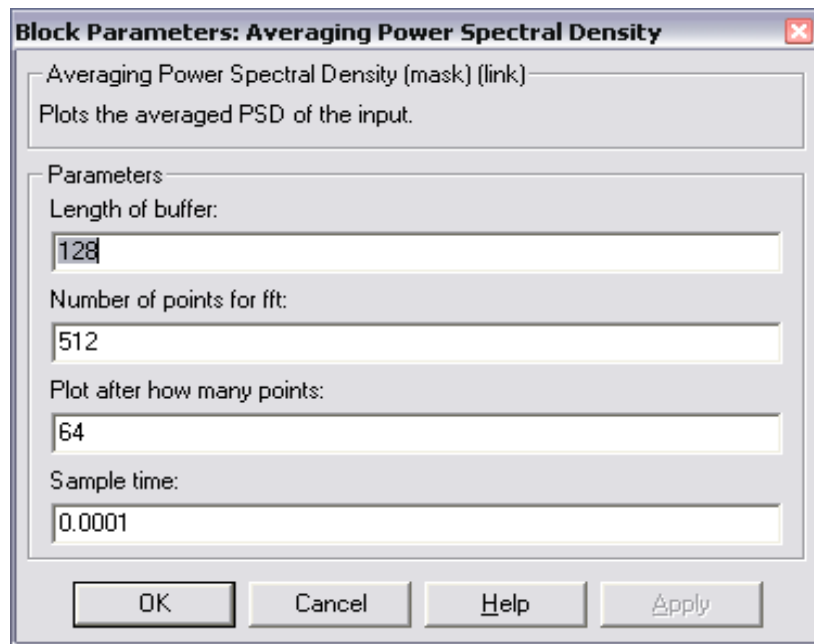 Block Parameters: Averaging Power Spectral Density
Averaging Power Spectral Density (mask) (link)
Plots the averaged PSD of the input.
Parameters
Length of buffer:
128
Number of points for fft:
512
Plot after how many points:
64
Sample time:
0.0001
OK Cancel Help Apply